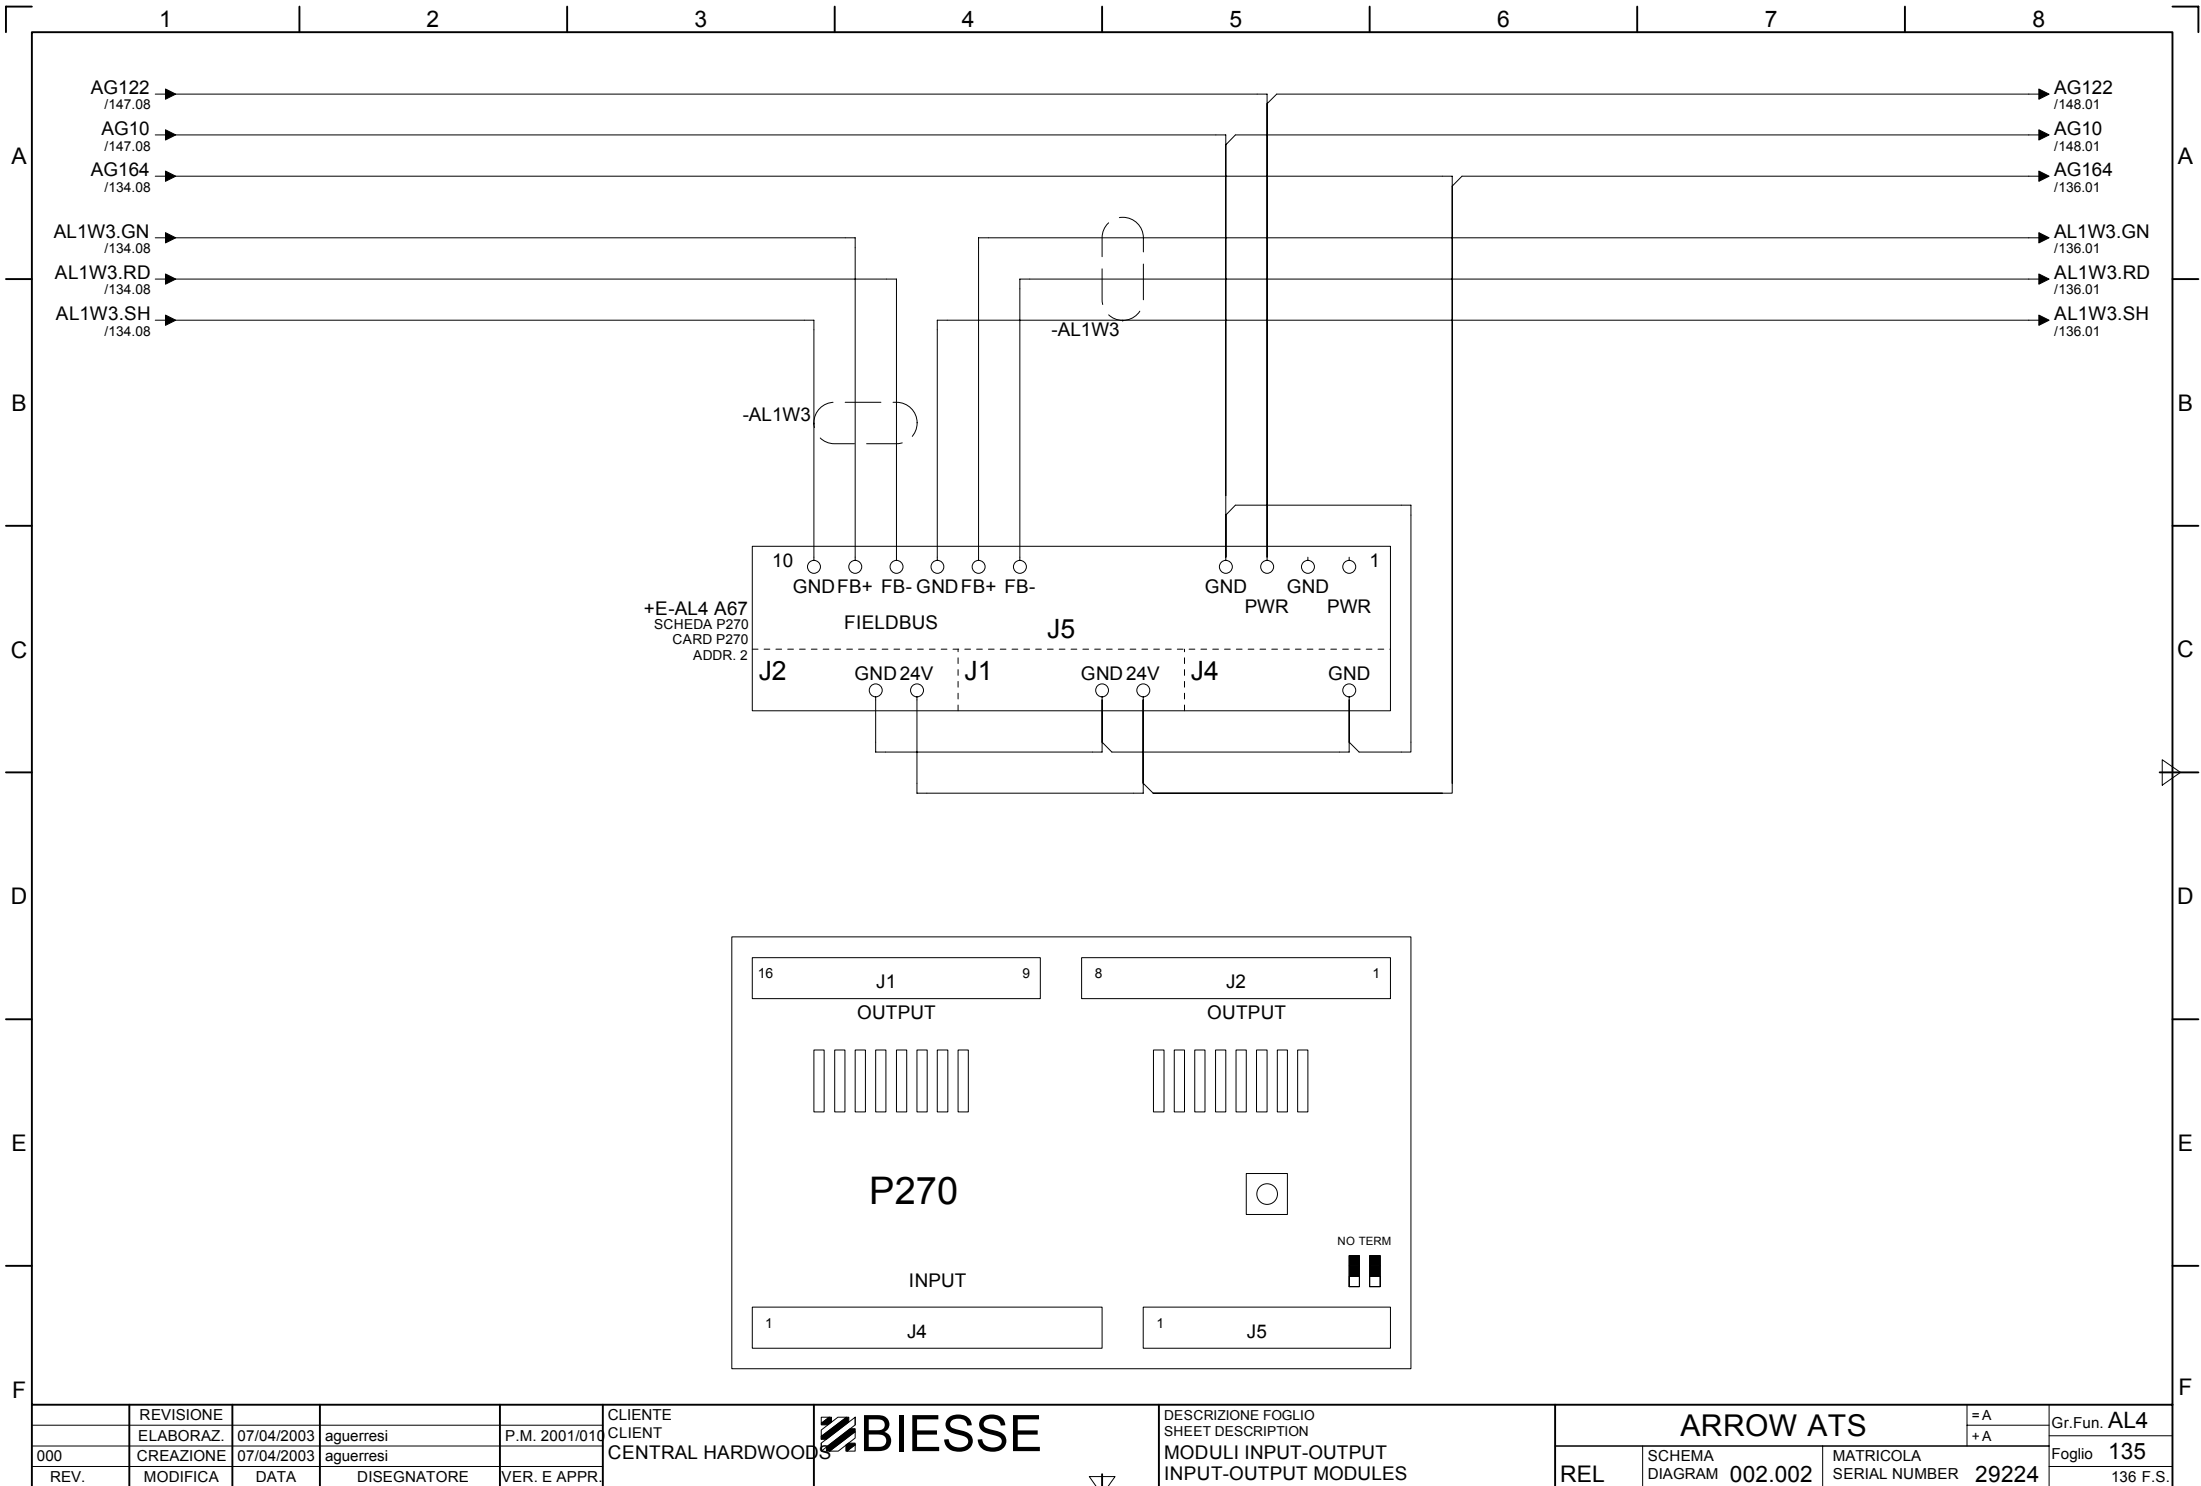 1 2 3 4 5 6 7 8
AG122 AG122
/147.08 /148.01
AG10 AG10
/147.08 /148.01
A A
AG164 AG164
/134.08 /136.01
AL1W3.GN AL1W3.GN
/134.08 /136.01
AL1W3.RD AL1W3.RD
/134.08 /136.01
AL1W3.SH AL1W3.SH
/134.08 /136.01
-AL1W3
B B
-AL1W3
10 1
GND FB+ FB- GND FB+ FB- GND GND
PWR PWR
+E-AL4 A67
SCHEDA P270
CARD P270
ADDR. 2
FIELDBUS J5
C C
J2 GND 24V J1 GND 24V J4 GND
D D
16 J1 9 8 J2 1
OUTPUT OUTPUT
E E
P270
NO TERM
INPUT
1 J4 1 J5
F F
REVISIONE
ELABORAZ. 07/04/2003 aguerresi P.M. 2001/010
000 CREAZIONE 07/04/2003 aguerresi
REV. MODIFICA DATA DISEGNATORE VER. E APPR.
CLIENTE
CLIENT
CENTRAL HARDWOODS
BIESSE
DESCRIZIONE FOGLIO
SHEET DESCRIPTION
MODULI INPUT-OUTPUT
INPUT-OUTPUT MODULES
ARROW ATS
= A
+ A
Gr.Fun. AL4
REL
SCHEMA
DIAGRAM 002.002
MATRICOLA
SERIAL NUMBER 29224
Foglio 135
136 F.S.